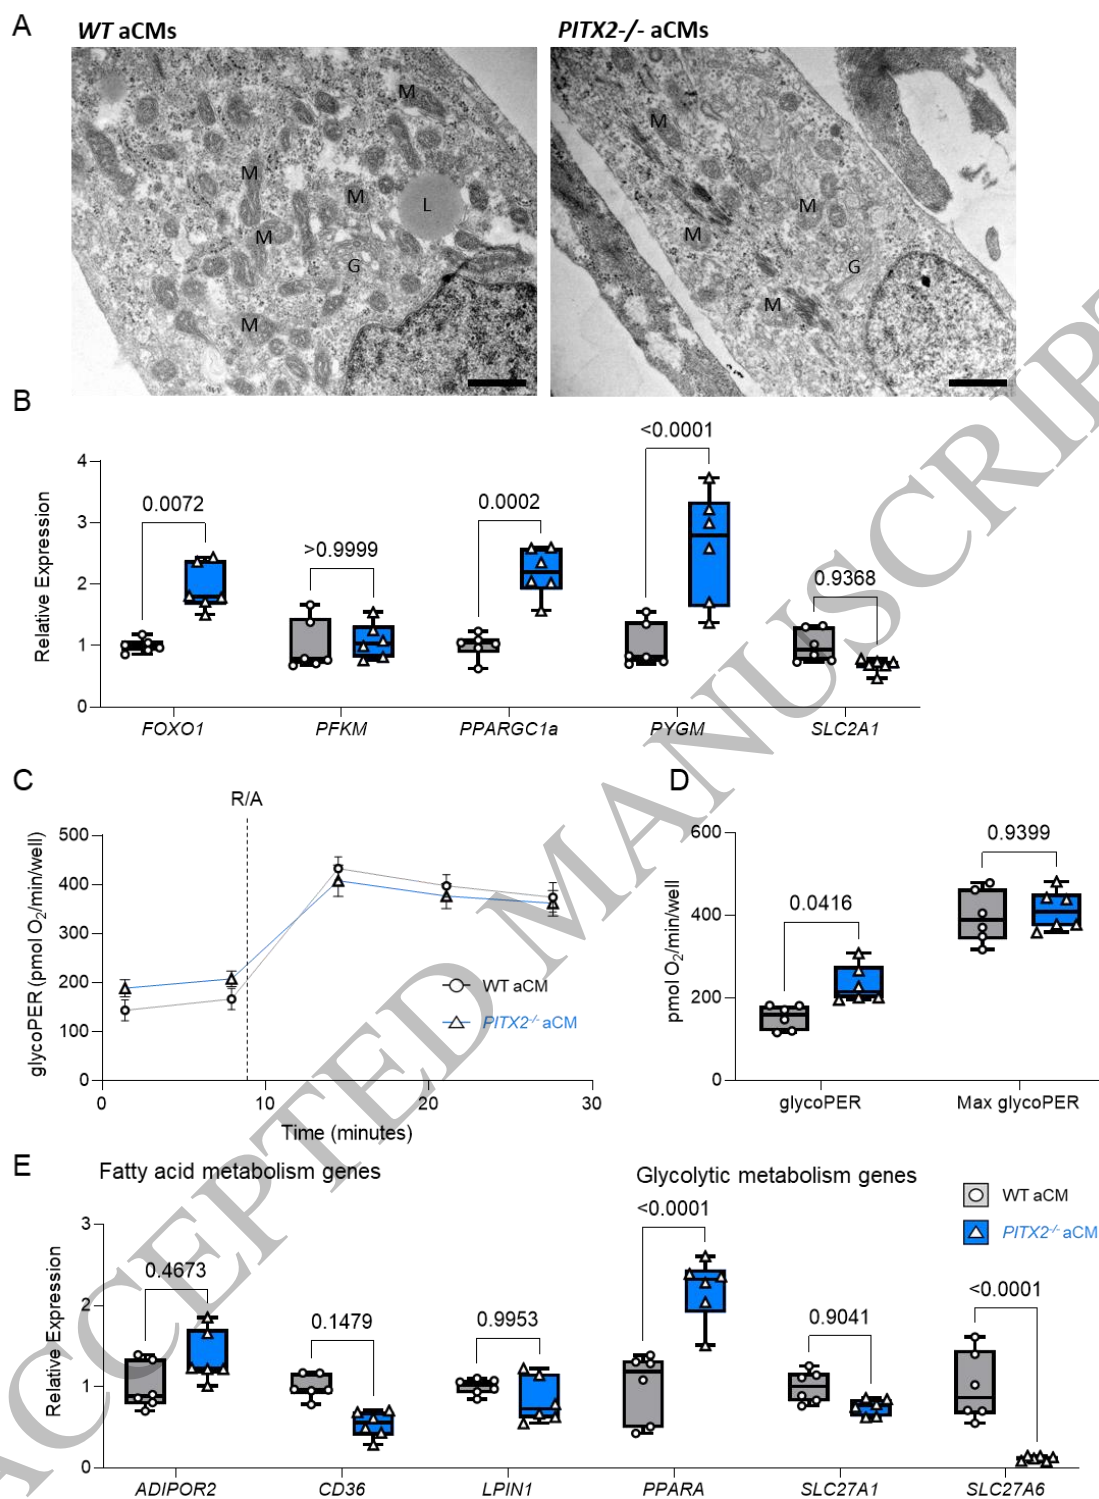 A
WT aCMs
PITX2-/- aCMs
M
M
M
L
M
G
M
M
M
M
G
M
B
Relative Expression
4
3
2
1
0
0.0072
>0.9999
0.0002
<0.0001
0.9368
FOXO1
PFKM
PPARGC1a
PYGM
SLC2A1
C
R/A
glycoPER (pmol O₂/min/well)
500
400
300
200
100
0
WT aCM
PITX2⁻/⁻ aCM
0
10
20
30
Time (minutes)
D
pmol O₂/min/well
600
400
200
0
0.0416
0.9399
glycoPER
Max glycoPER
E
Fatty acid metabolism genes
Glycolytic metabolism genes
WT aCM
PITX2⁻/⁻ aCM
Relative Expression
3
2
1
0
0.4673
0.1479
0.9953
<0.0001
0.9041
<0.0001
ADIPOR2
CD36
LPIN1
PPARA
SLC27A1
SLC27A6
ACCEPTED MANUSCRIPT